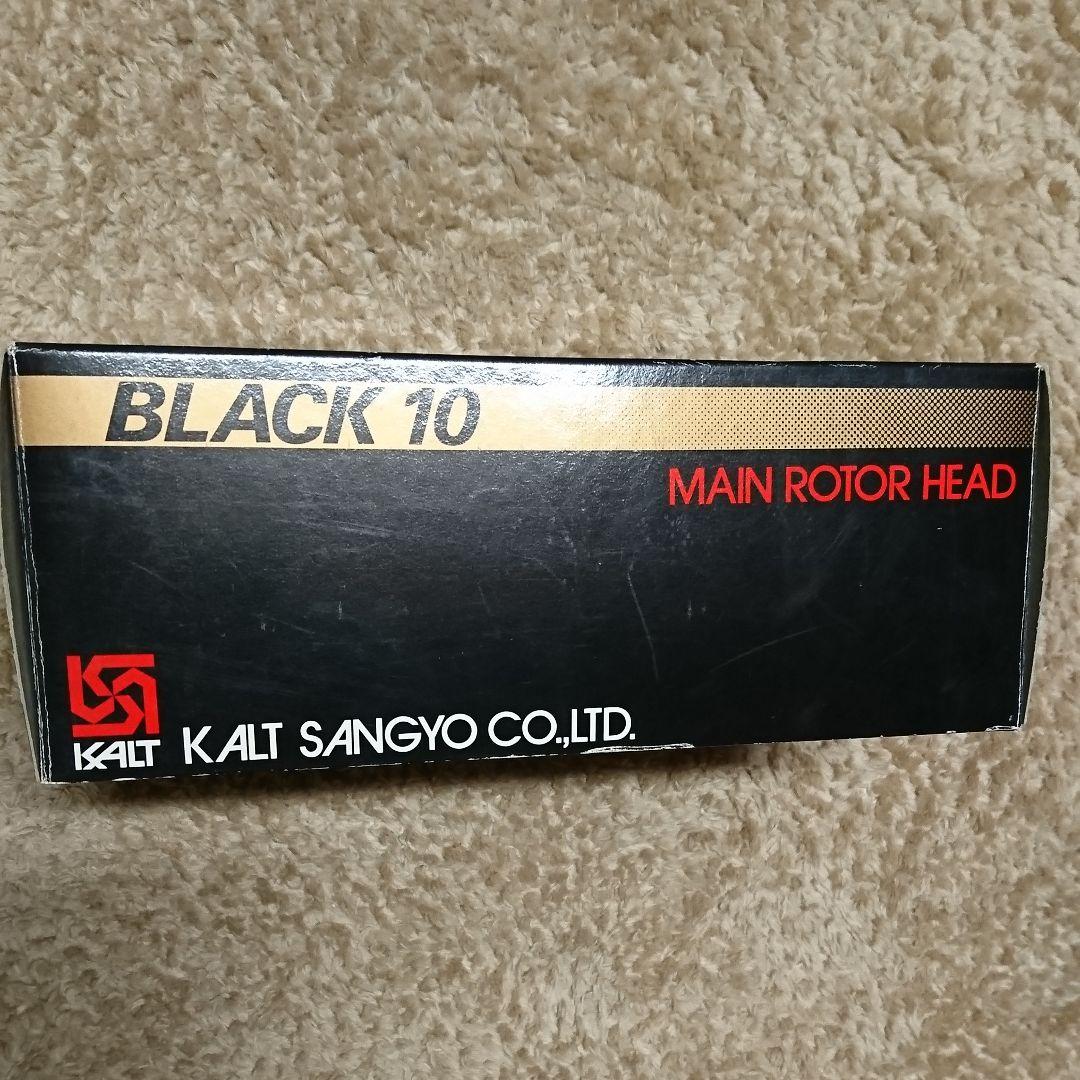 BLACK 10
MAIN ROTOR HEAD
KALT
KALT SANGYO CO.,LTD.